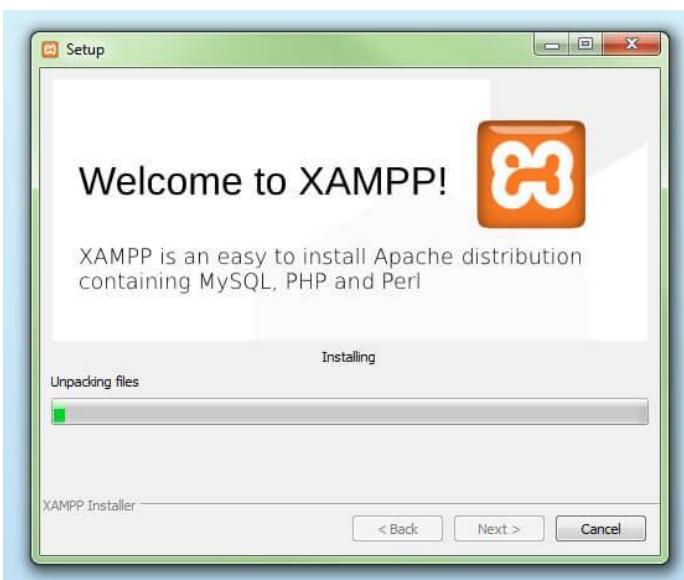 Setup
Welcome to XAMPP!
XAMPP is an easy to install Apache distribution
containing MySQL, PHP and Perl
Installing
Unpacking files
XAMPP Installer
< Back
Next >
Cancel